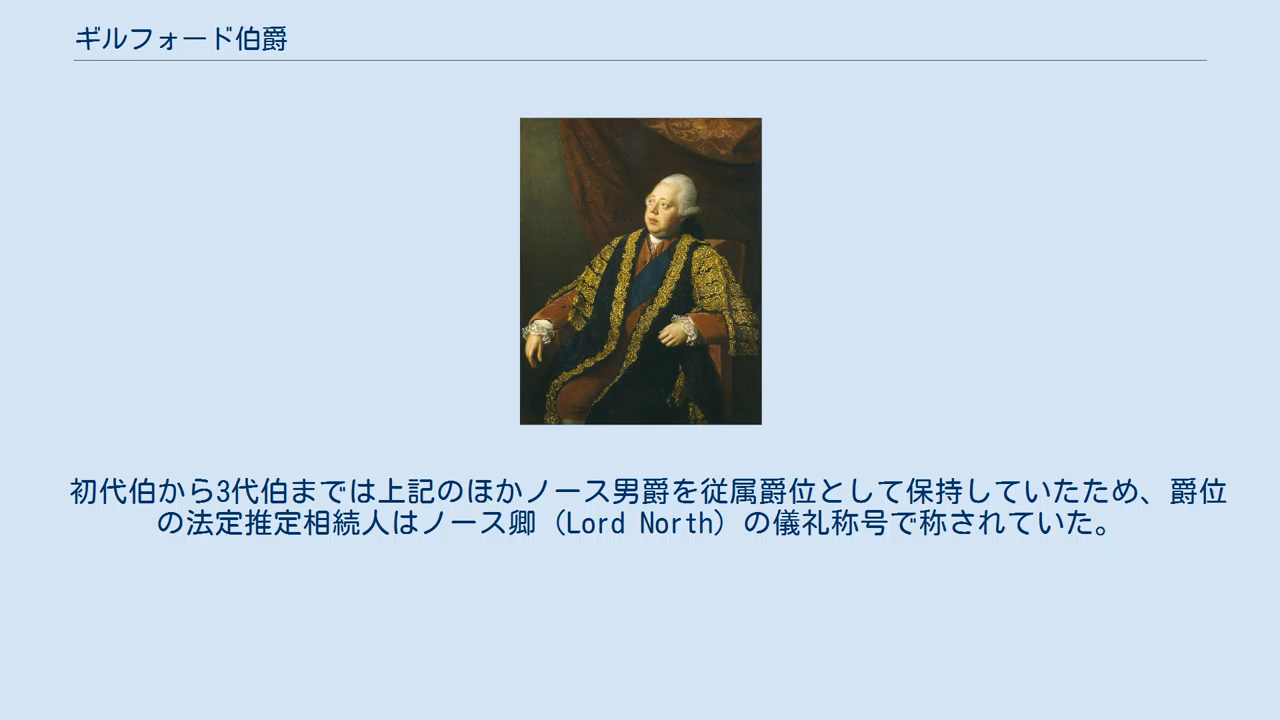 ギルフォード伯爵
初代伯から3代伯までは上記のほかノース男爵を従属爵位として保持していたため、爵位
の法定推定相続人はノース卿（Lord North）の儀礼称号で称されていた。